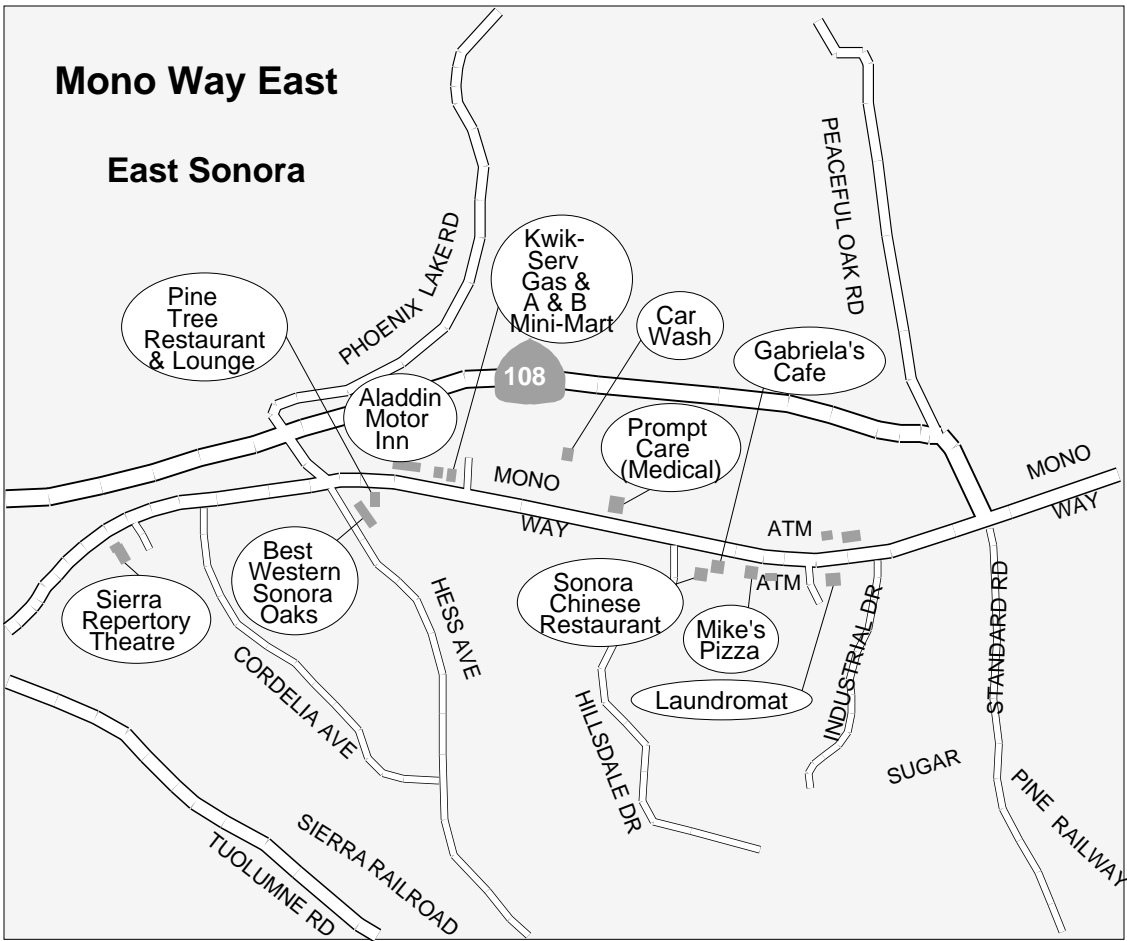 Mono Way East
East Sonora
PHOENIX LAKE RD
PEACEFUL OAK RD
Kwik-
Serv
Gas &
A & B
Mini-Mart
Pine
Tree
Restaurant
& Lounge
Car
Wash
Gabriela's
Cafe
108
Aladdin
Motor
Inn
Prompt
Care
(Medical)
MONO
WAY
MONO
WAY
ATM
ATM
Best
Western
Sonora
Oaks
Sierra
Repertory
Theatre
HESS AVE
Sonora
Chinese
Restaurant
Mike's
Pizza
Laundromat
INDUSTRIAL DR
STANDARD RD
CORDELIA AVE
HILLSDALE DR
SUGAR
PINE RAILWAY
SIERRA RAILROAD
TUOLUMNE RD